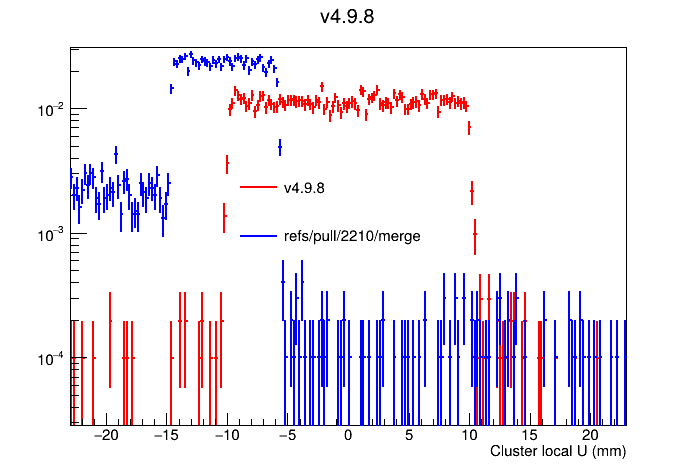 v4.9.8
10⁻²
v4.9.8
refs/pull/2210/merge
10⁻³
10⁻⁴
−20 −15 −10 −5 0 5 10 15 20
Cluster local U (mm)